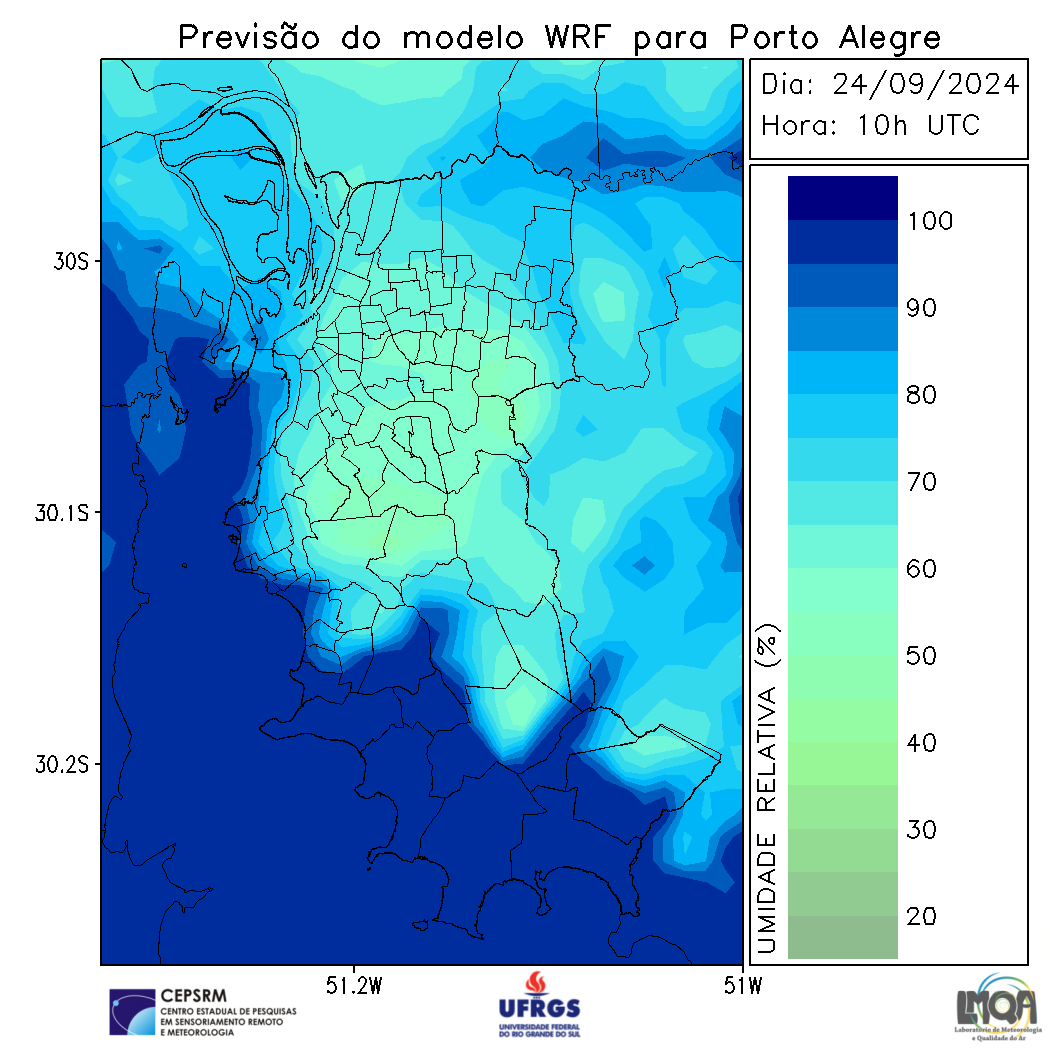 Previsão do modelo WRF para Porto Alegre
Dia: 24/09/2024
Hora: 10h UTC
30S
30.1S
30.2S
51.2W
51W
UMIDADE RELATIVA (%)
100
90
80
70
60
50
40
30
20
CEPSRM
CENTRO ESTADUAL DE PESQUISAS
EM SENSORIAMENTO REMOTO
E METEOROLOGIA
UFRGS
UNIVERSIDADE FEDERAL
DO RIO GRANDE DO SUL
LMQA
Laboratório de Meteorologia
e Qualidade do Ar